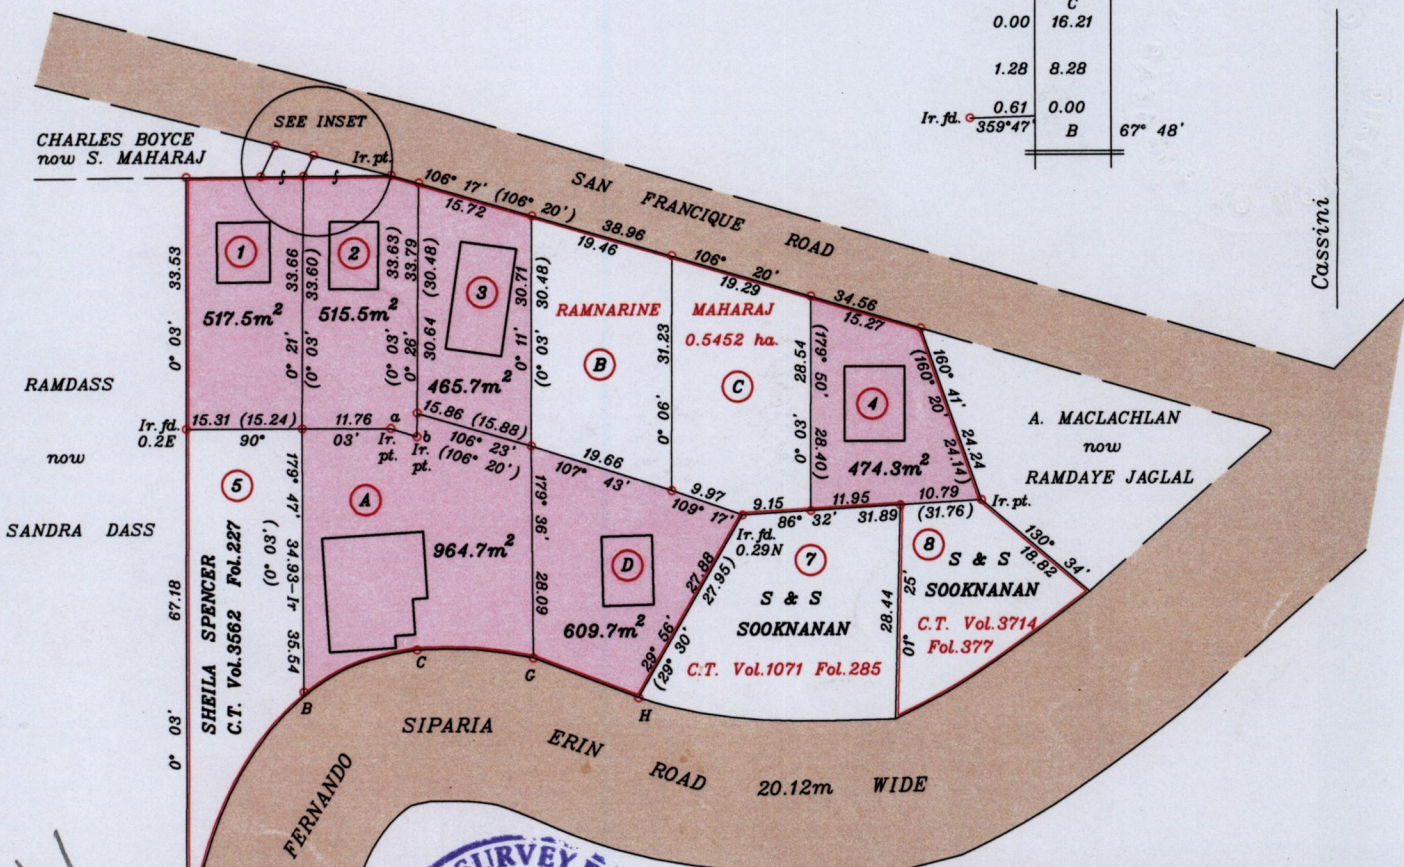 C
0.00 16.21
1.28 8.28
0.61 0.00
Ir. fd.
359°47'
B
67° 48'
Cassini
SEE INSET
CHARLES BOYCE
now S. MAHARAJ
Ir. pt.
S
S
SAN FRANCIQUE ROAD
106° 17' (106° 20')
15.72
38.96
19.46
106° 20'
19.29
34.56
15.27
1
517.5m²
33.53
0° 03'
33.66
33.60)
0° 21'
(0° 03'
2
515.5m²
33.63)
33.79
(30.48)
(0° 03'
0° 26'
30.64
3
465.7m²
30.71
30.48)
0° 11'
(0° 03'
RAMNARINE MAHARAJ
0.5452 ha.
B
31.23
0° 06'
C
28.54
0° 03'
(179° 50'
28.40)
4
474.3m²
160° 41'
(160° 20'
24.24
24.14)
A. MACLACHLAN
now
RAMDAYE JAGLAL
RAMDASS
now
SANDRA DASS
Ir. fd.
0.2E
15.31 (15.24)
90°
11.76
03'
a
Ir.
pt.
b
Ir.
pt.
15.86 (15.88)
106° 23'
(106° 20')
19.66
107° 43'
9.97
109° 17'
9.15
86° 32'
11.95
31.89
10.79
(31.76)
Ir. pt.
130° 34'
18.82
5
SHEILA SPENCER
C.T. Vol.3562 Fol.227
67.18
0° 03'
179° 47'
34.93-Ir
35.54
(0° 08')
A
964.7m²
179° 36'
28.09
D
609.7m²
27.88
27.95)
29° 56'
(29° 30'
Ir. fd.
0.29N
7
S & S
SOOKNANAN
C.T. Vol.1071 Fol.285
28.44
01° 25'
8
S & S
SOOKNANAN
C.T. Vol.3714
Fol.377
B
C
G
H
SIPARIA ERIN ROAD 20.12m WIDE
FERNANDO
SURVEY